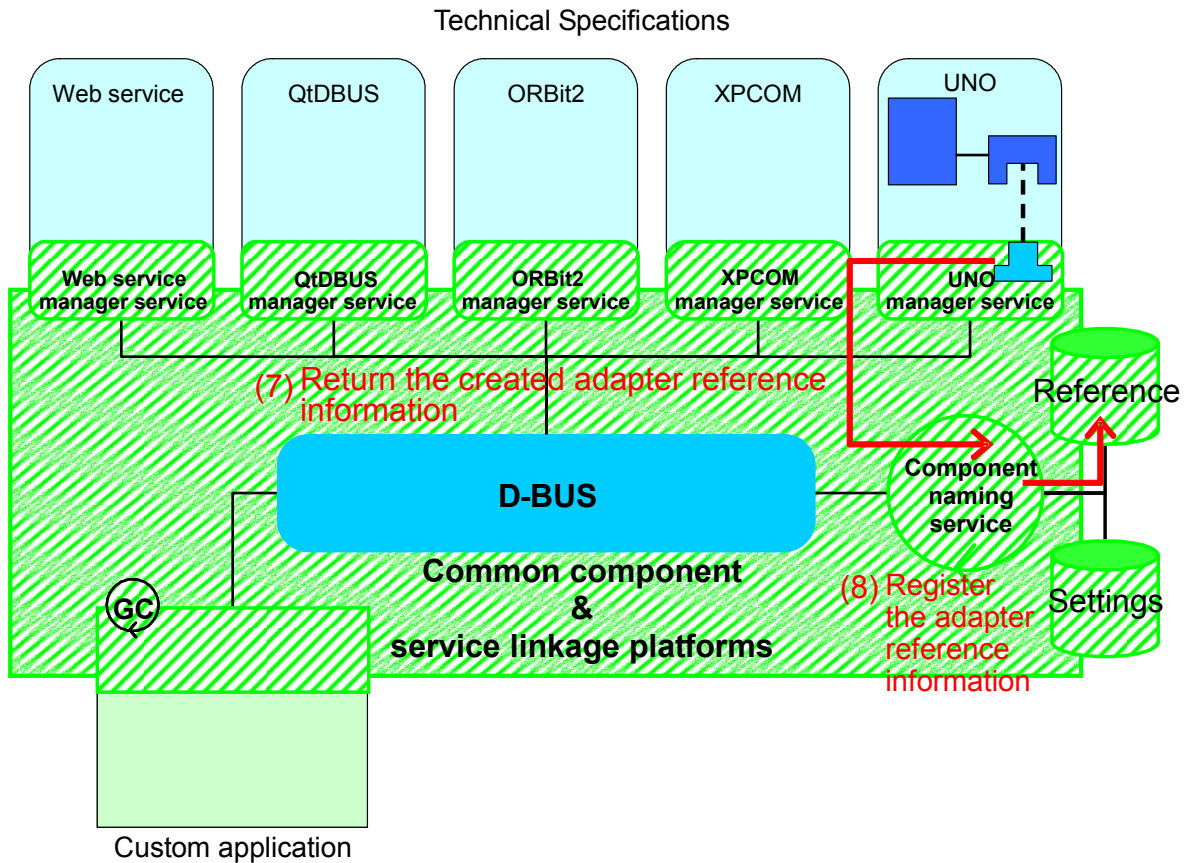 Technical Specifications
Web service
QtDBUS
ORBit2
XPCOM
UNO
Web service
manager service
QtDBUS
manager service
ORBit2
manager service
XPCOM
manager service
UNO
manager service
(7) Return the created adapter reference
information
Reference
Component
naming
service
D-BUS
Common component
&
service linkage platforms
(8) Register
the adapter
reference
information
Settings
GC
Custom application